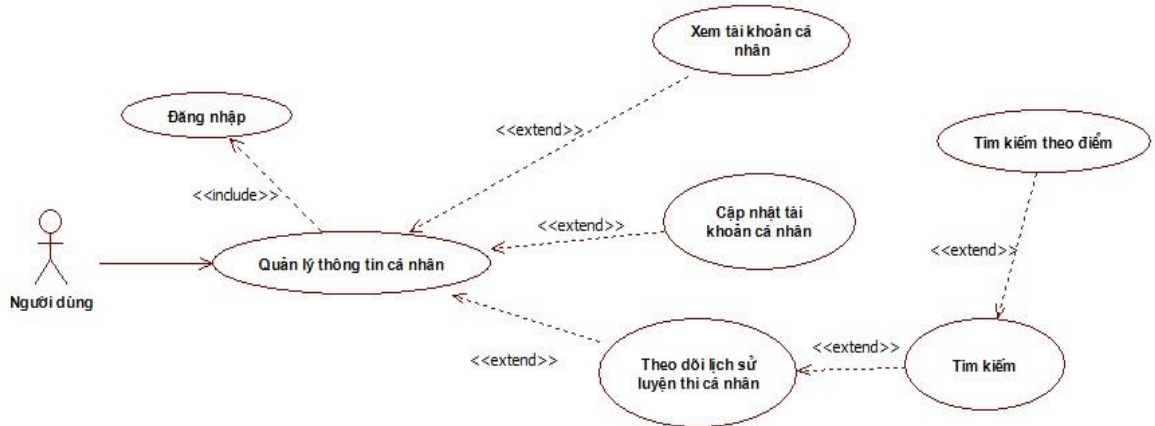 Xem tài khoản cá
nhân
Đăng nhập
<<extend>>
Tìm kiếm theo điểm
<<include>>
Cập nhật tài
khoản cá nhân
<<extend>>
<<extend>>
Quản lý thông tin cá nhân
Người dùng
<<extend>>
Theo dõi lịch sử
luyện thi cá nhân
<<extend>>
Tìm kiếm